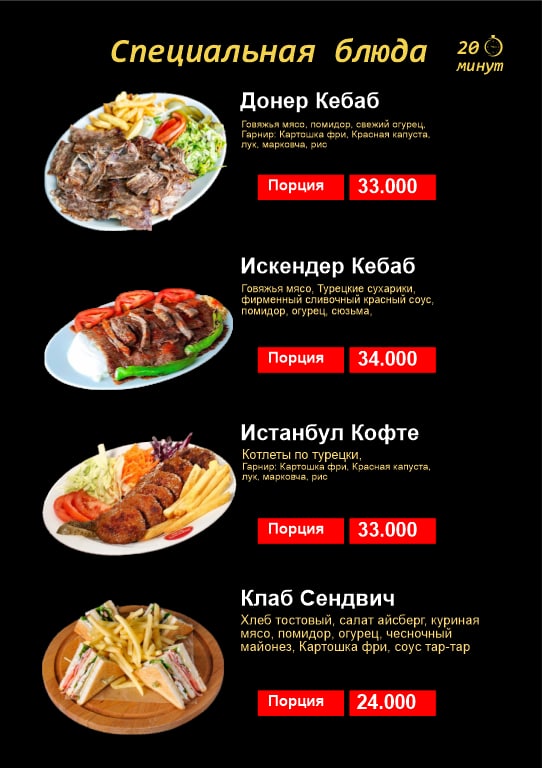 Специальная блюда
20
минут
Донер Кебаб
Говяжья мясо, помидор, свежий огурец,
Гарнир: Картошка фри, Красная капуста,
лук, марковча, рис
Порция 33.000
Искендер Кебаб
Говяжья мясо, Турецкие сухарики,
фирменный сливочный красный соус,
помидор, огурец, сюзьма,
Порция 34.000
Истанбул Кофте
Котлеты по турецки,
Гарнир: Картошка фри, Красная капуста,
лук, марковча, рис
Порция 33.000
Клаб Сендвич
Хлеб тостовый, салат айсберг, куриная
мясо, помидор, огурец, чесночный
майонез, Картошка фри, соус тар-тар
Порция 24.000